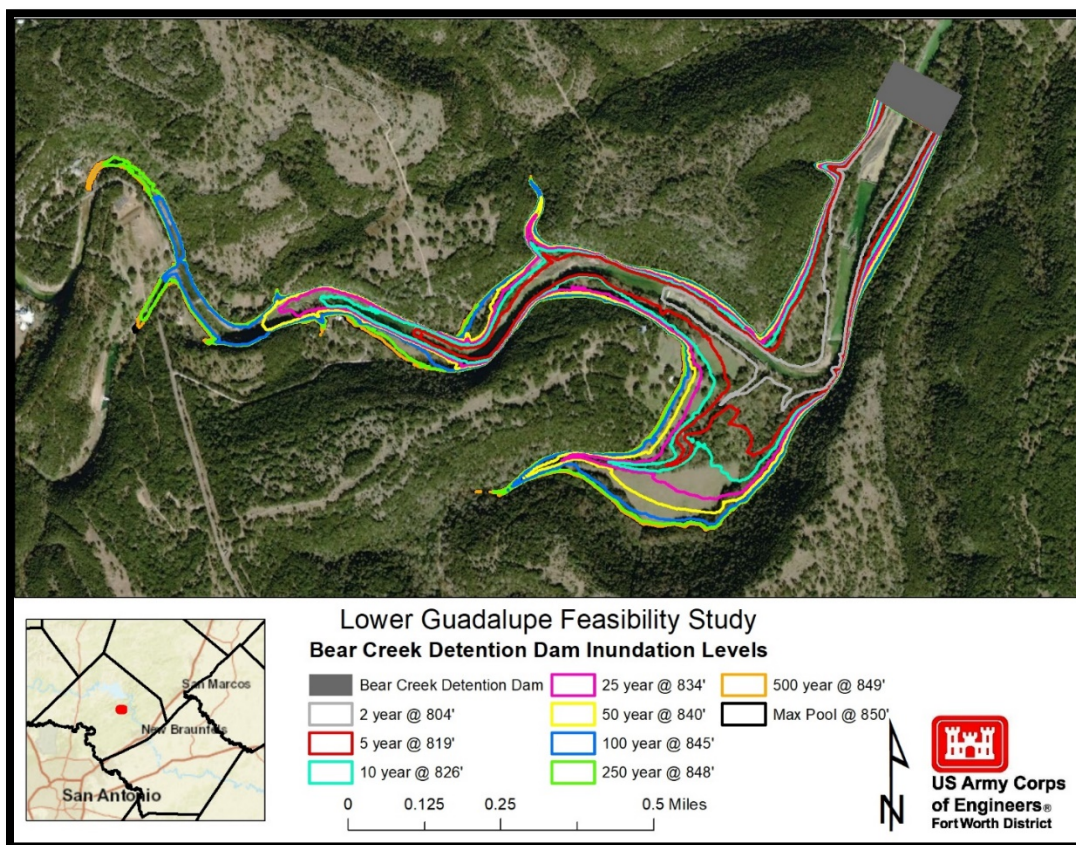 Lower Guadalupe Feasibility Study
Bear Creek Detention Dam Inundation Levels
Bear Creek Detention Dam
2 year @ 804'
5 year @ 819'
10 year @ 826'
25 year @ 834'
50 year @ 840'
100 year @ 845'
250 year @ 848'
500 year @ 849'
Max Pool @ 850'
0 0.125 0.25 0.5 Miles
San Marcos
New Braunfels
San Antonio
N
US Army Corps
of Engineers®
Fort Worth District